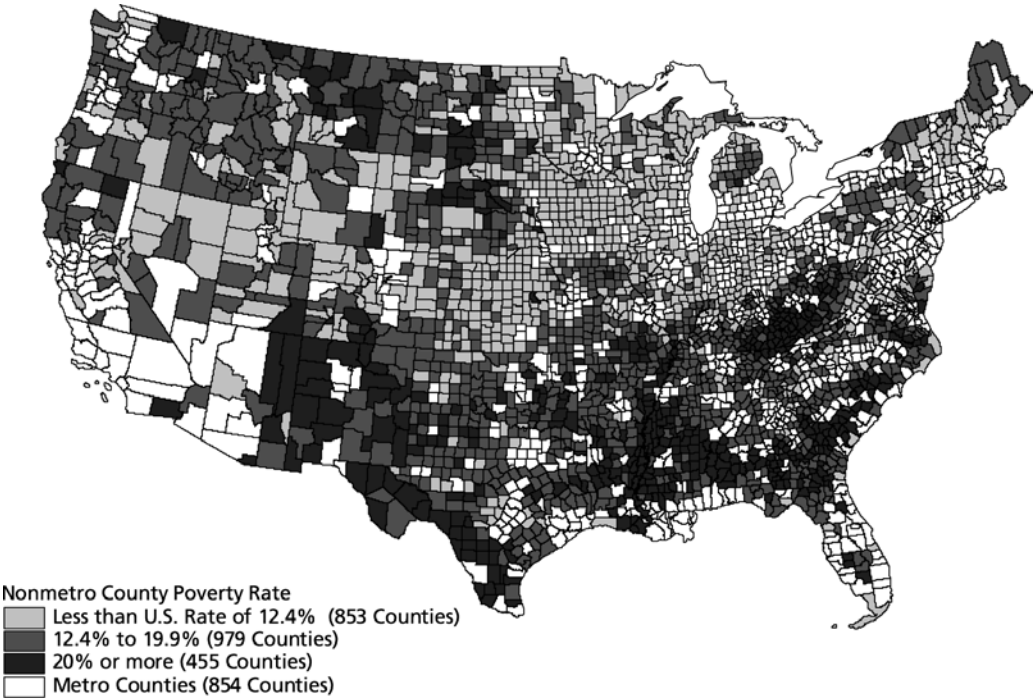 Nonmetro County Poverty Rate
Less than U.S. Rate of 12.4% (853 Counties)
12.4% to 19.9% (979 Counties)
20% or more (455 Counties)
Metro Counties (854 Counties)